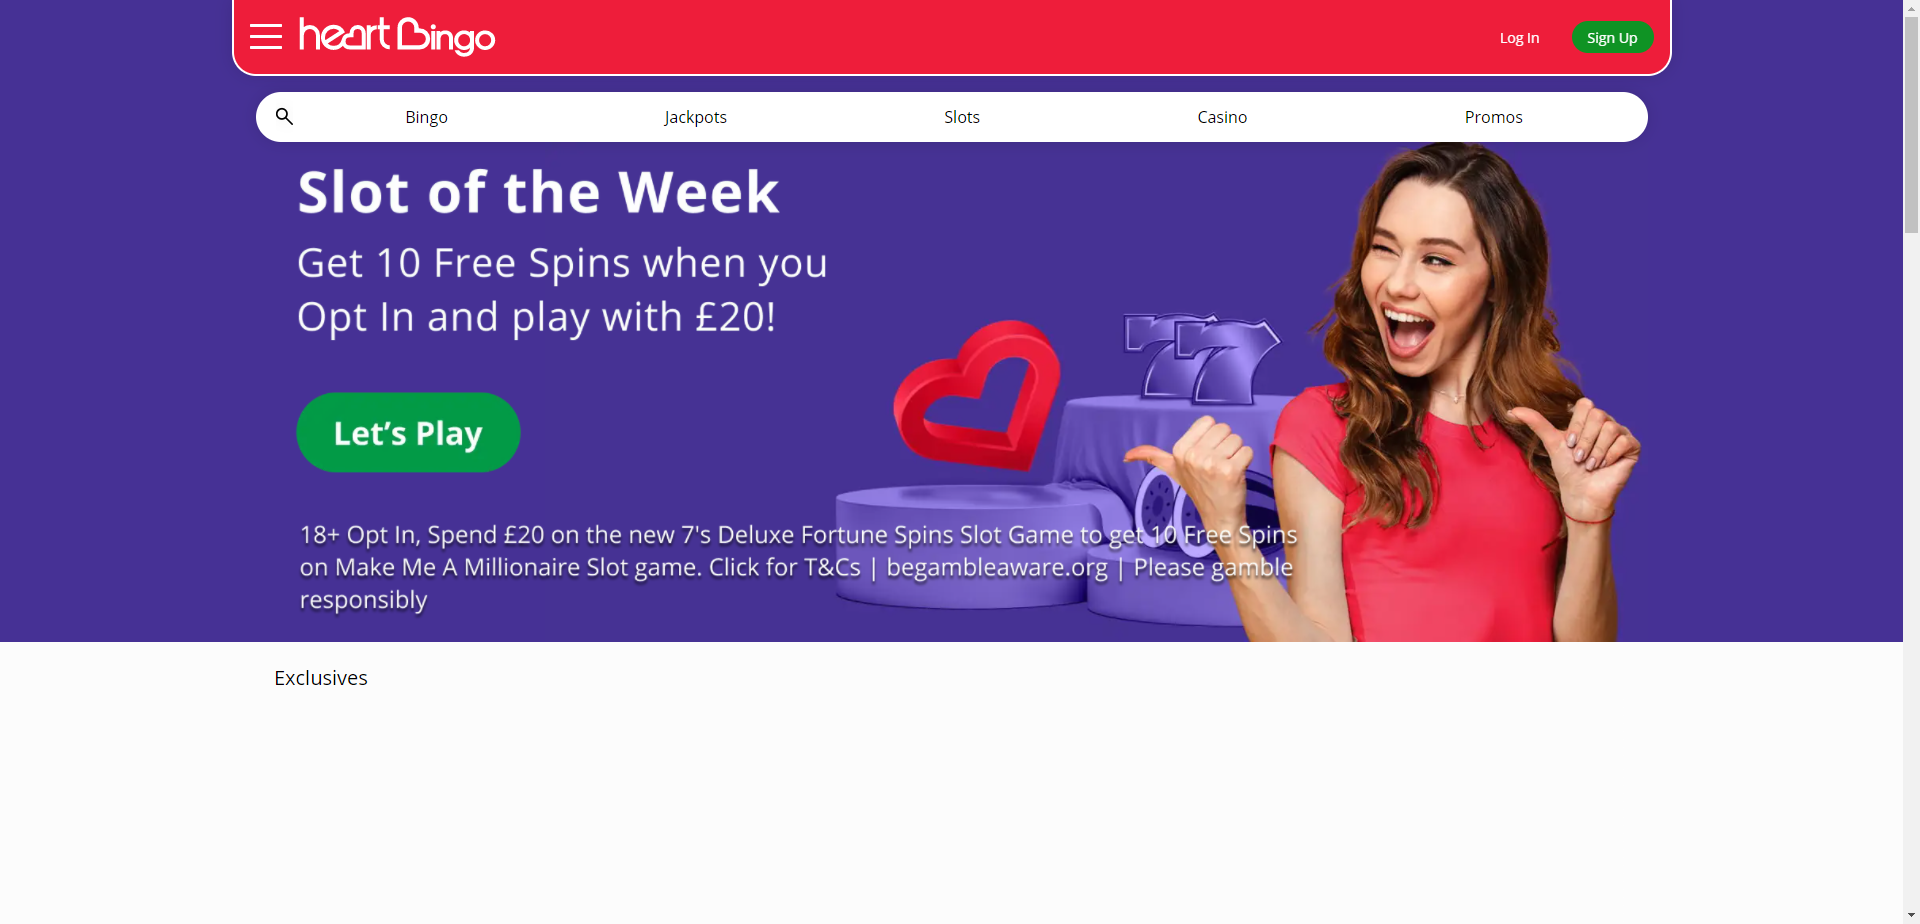 heart Bingo
Log In
Sign Up
Bingo
Jackpots
Slots
Casino
Promos
Slot of the Week
Get 10 Free Spins when you
Opt In and play with £20!
77
Let's Play
18+ Opt In, Spend £20 on the new 7's Deluxe Fortune Spins Slot Game to get 10 Free Spins
on Make Me A Millionaire Slot game. Click for T&Cs | begambleaware.org | Please gamble
responsibly
Exclusives